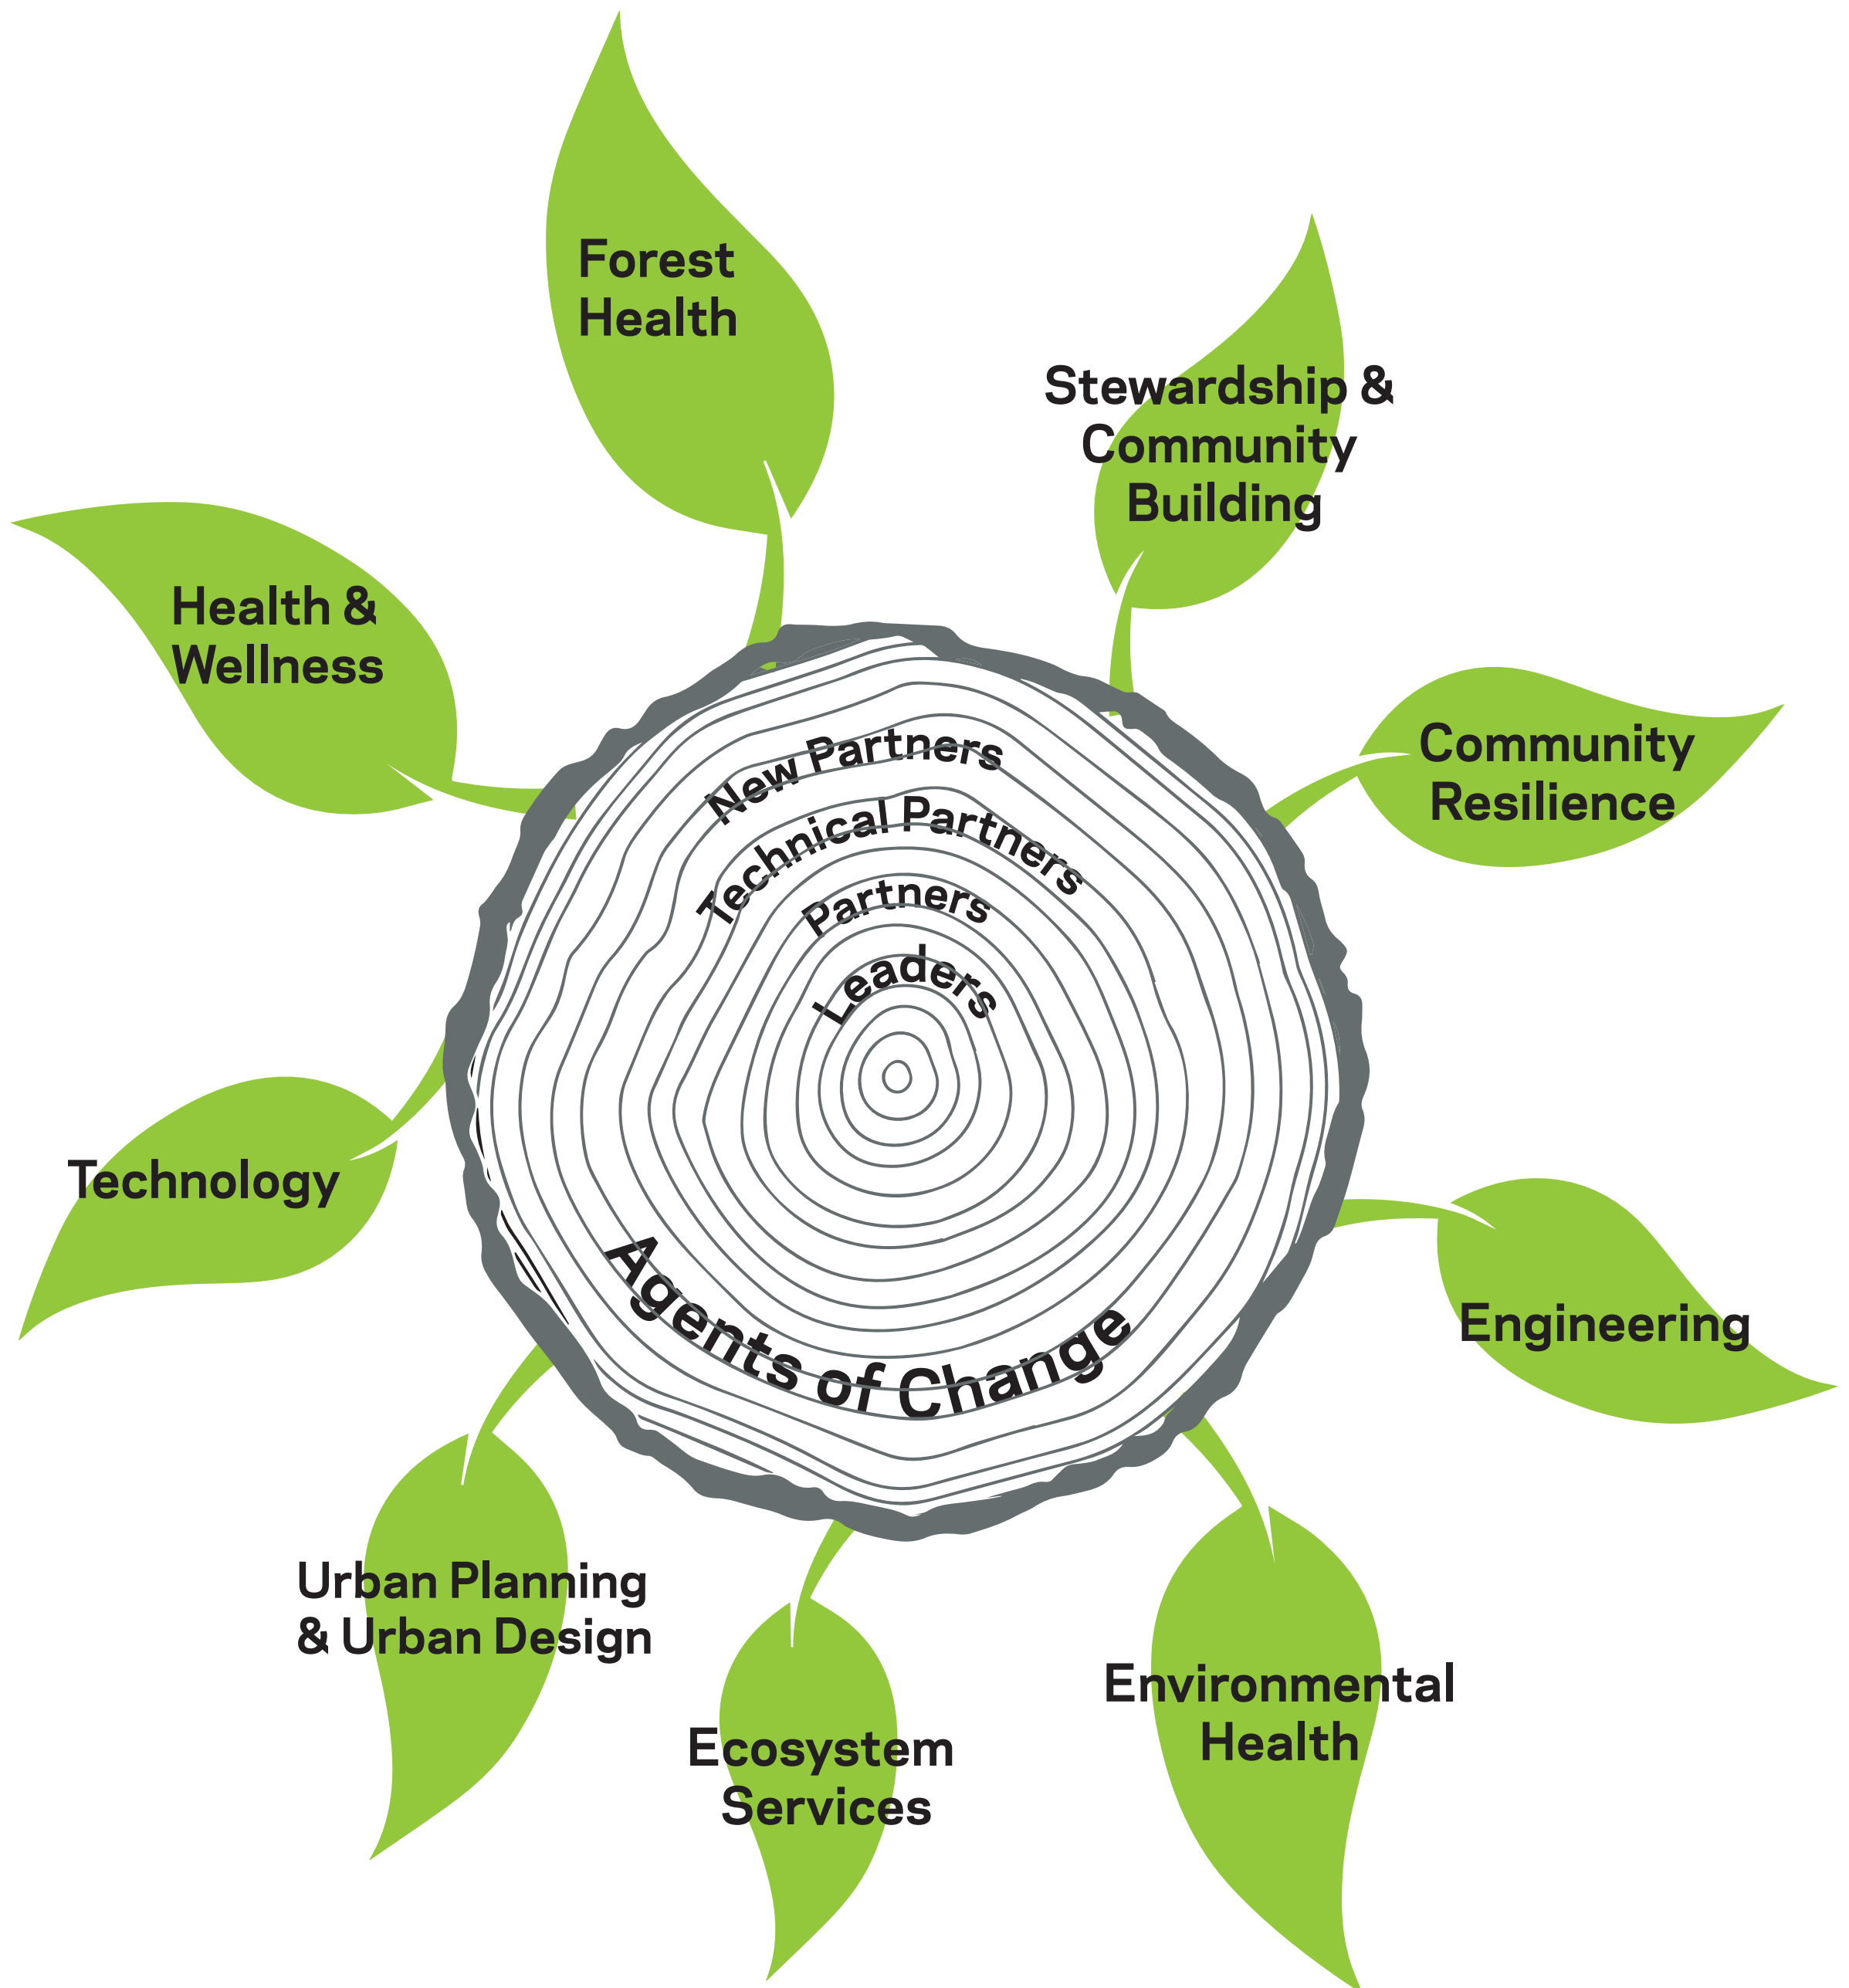 Forest
Health
Stewardship &
Community
Building
Health &
Wellness
Community
Resilience
New Partners
Technical Partners
Partners
Leaders
Technology
Agents of Change
Engineering
Urban Planning
& Urban Design
Environmental
Health
Ecosystem
Services